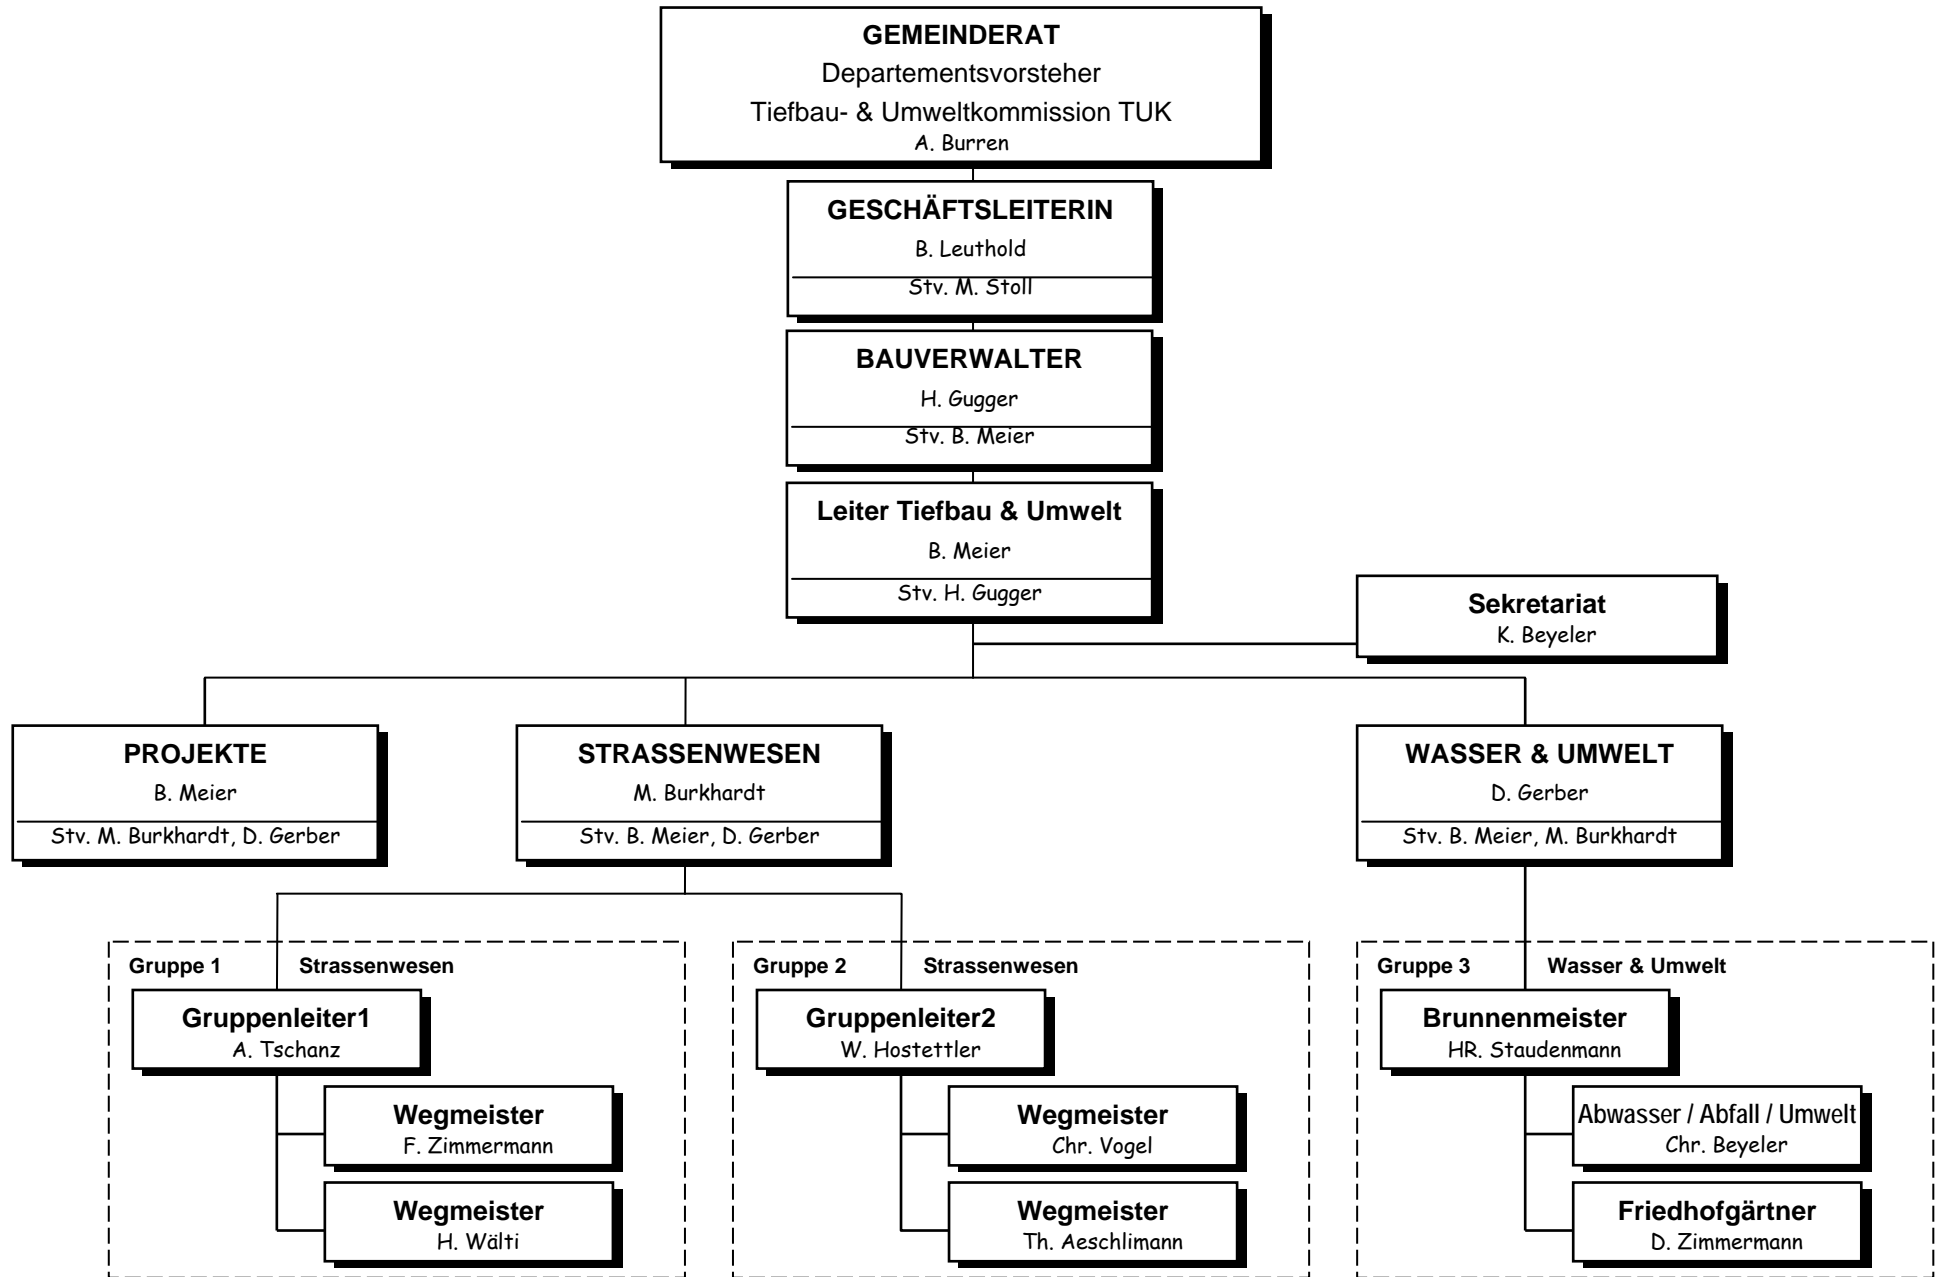 GEMEINDERAT
Departementsvorsteher
Tiefbau- & Umweltkommission TUK
A. Burren
GESCHÄFTSLEITERIN
B. Leuthold
Stv. M. Stoll
BAUVERWALTER
H. Gugger
Stv. B. Meier
Leiter Tiefbau & Umwelt
B. Meier
Stv. H. Gugger
Sekretariat
K. Beyeler
PROJEKTE
B. Meier
Stv. M. Burkhardt, D. Gerber
STRASSENWESEN
M. Burkhardt
Stv. B. Meier, D. Gerber
WASSER & UMWELT
D. Gerber
Stv. B. Meier, M. Burkhardt
Gruppe 1 Strassenwesen
Gruppenleiter1
A. Tschanz
Wegmeister
F. Zimmermann
Wegmeister
H. Wälti
Gruppe 2 Strassenwesen
Gruppenleiter2
W. Hostettler
Wegmeister
Chr. Vogel
Wegmeister
Th. Aeschlimann
Gruppe 3 Wasser & Umwelt
Brunnenmeister
HR. Staudenmann
Abwasser / Abfall / Umwelt
Chr. Beyeler
Friedhofgärtner
D. Zimmermann